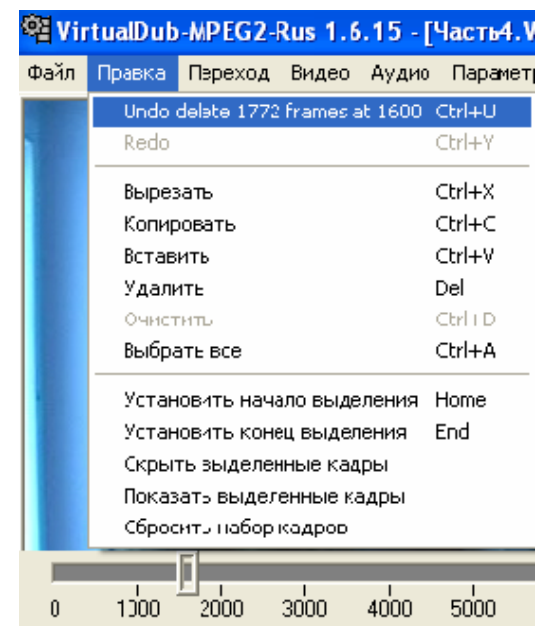 VirtualDub-MPEG2-Rus 1.6.15 - [Часть4.V
Файл Правка Переход Видео Аудио Параметр
Undo delete 1772 frames at 1600 Ctrl+U
Redo Ctrl+Y
Вырезать Ctrl+X
Копировать Ctrl+C
Вставить Ctrl+V
Удалить Del
Очистить Ctrl+D
Выбрать все Ctrl+A
Установить начало выделения Home
Установить конец выделения End
Скрыть выделенные кадры
Показать выделенные кадры
Сбросить набор кадров
0 1000 2000 3000 4000 5000